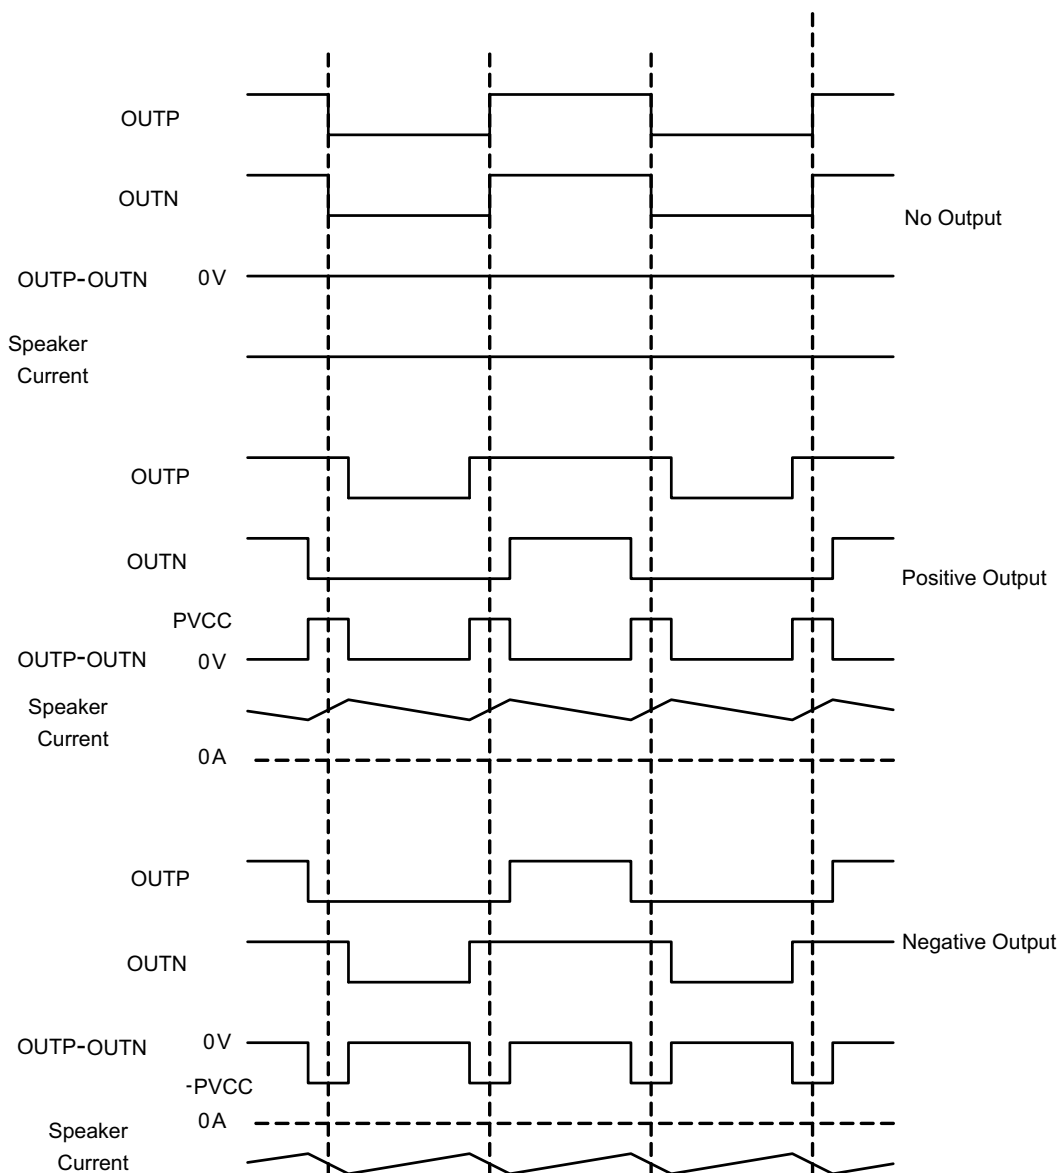 OUTP
OUTN
No Output
OUTP-OUTN 0V
Speaker
Current
OUTP
OUTN
Positive Output
PVCC
OUTP-OUTN 0V
Speaker
Current
0A
OUTP
Negative Output
OUTN
OUTP-OUTN 0V
-PVCC
0A
Speaker
Current